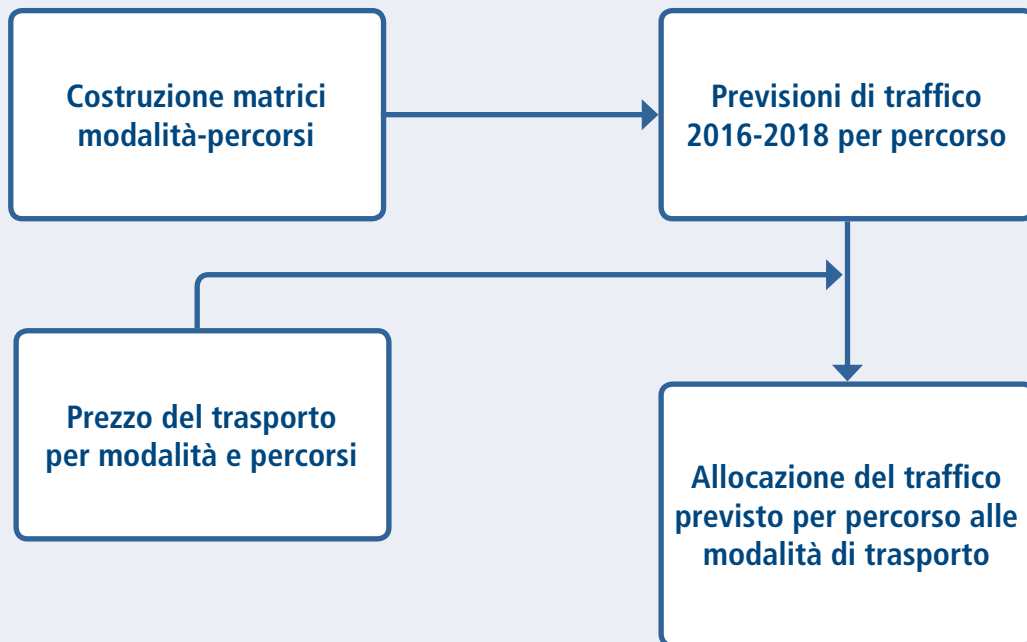 Costruzione matrici
modalità-percorsi
Previsioni di traffico
2016-2018 per percorso
Prezzo del trasporto
per modalità e percorsi
Allocazione del traffico
previsto per percorso alle
modalità di trasporto